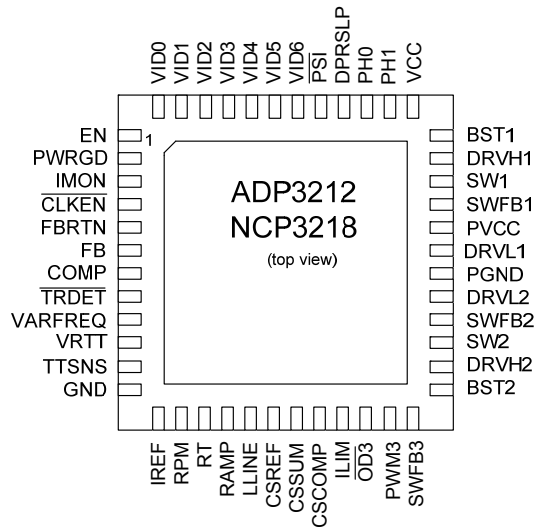 VID0
VID1
VID2
VID3
VID4
VID5
VID6
PSI
DPRSLP
PH0
PH1
VCC
EN
PWRGD
IMON
CLKEN
FBRTN
FB
COMP
TRDET
VARFREQ
VRTT
TTSNS
GND
1
ADP3212
NCP3218
(top view)
BST1
DRVH1
SW1
SWFB1
PVCC
DRVL1
PGND
DRVL2
SWFB2
SW2
DRVH2
BST2
IREF
RPM
RT
RAMP
LLINE
CSREF
CSSUM
CSCOMP
ILIM
OD3
PWM3
SWFB3